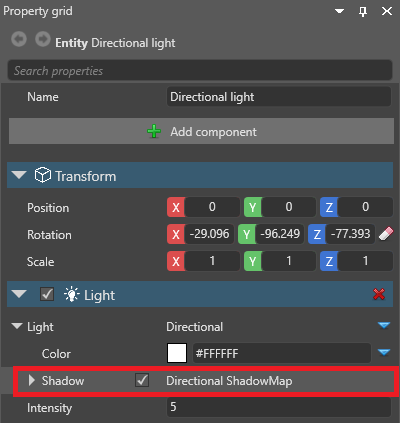 Property grid
Entity Directional light
Search properties
Name Directional light
Add component
Transform
Position X 0 Y 0 Z 0
Rotation X -29.096 Y -96.249 Z -77.393
Scale X 1 Y 1 Z 1
Light
Light Directional
Color #FFFFFF
Shadow Directional ShadowMap
Intensity 5